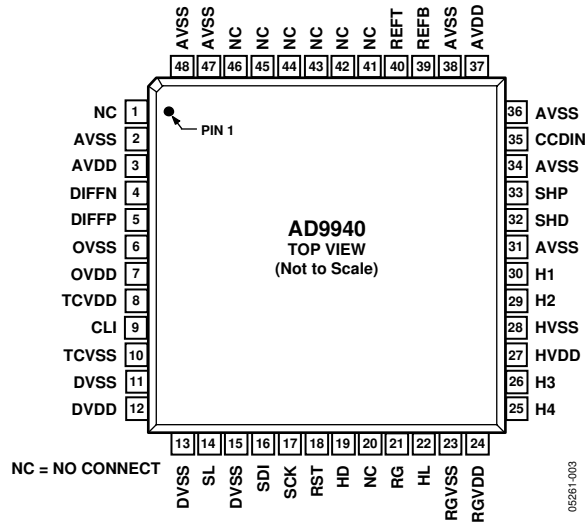 AVSS AVSS NC NC NC NC NC NC REFT REFB AVSS AVDD
48 47 46 45 44 43 42 41 40 39 38 37
NC 1
AVSS 2
AVDD 3
DIFFN 4
DIFFP 5
OVSS 6
OVDD 7
TCVDD 8
CLI 9
TCVSS 10
DVSS 11
DVDD 12
PIN 1
AD9940
TOP VIEW
(Not to Scale)
36 AVSS
35 CCDIN
34 AVSS
33 SHP
32 SHD
31 AVSS
30 H1
29 H2
28 HVSS
27 HVDD
26 H3
25 H4
13 14 15 16 17 18 19 20 21 22 23 24
DVSS SL DVSS SDI SCK RST HD NC RG HL RGVSS RGVDD
NC = NO CONNECT
05261-003